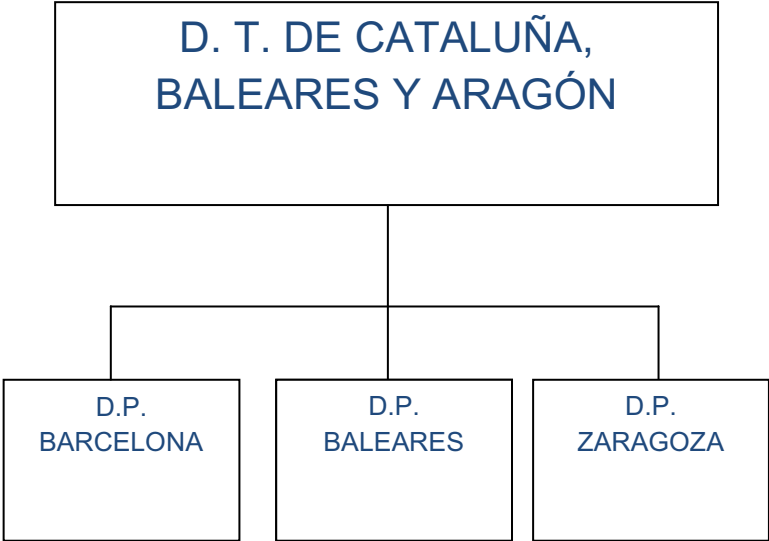 D. T. DE CATALUÑA,
BALEARES Y ARAGÓN
D.P.
BARCELONA
D.P.
BALEARES
D.P.
ZARAGOZA